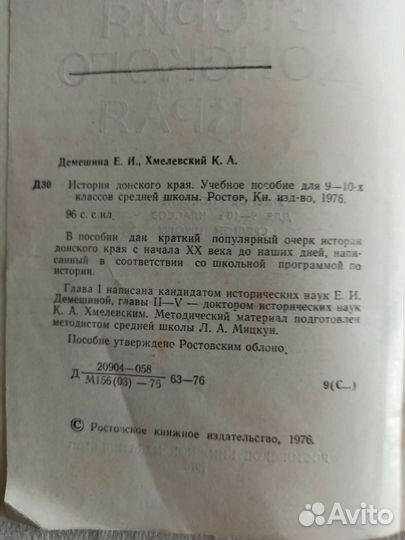 ИСТОРИЯ
ДОНСКОГО
КРАЯ
Демешина Е. И., Хмелевский К. А.
Д30 История донского края. Учебное пособие для 9—10-х
классов средней школы. Ростов, Кн. изд-во, 1976.
96 с. с ил.
В пособии дан краткий популярный очерк истории
донского края с начала XX века до наших дней, написанный в соответствии со школьной программой по
истории.
Глава I написана кандидатом исторических наук Е. И.
Демешиной, главы II—V — доктором исторических наук
К. А. Хмелевским. Методический материал подготовлен
методистом средней школы Л. А. Мицкун.
Пособие утверждено Ростовским облоно.
Д 20904—058
М156(03) —76 63—76
9(С—)
© Ростовское книжное издательство, 1976.
Avito